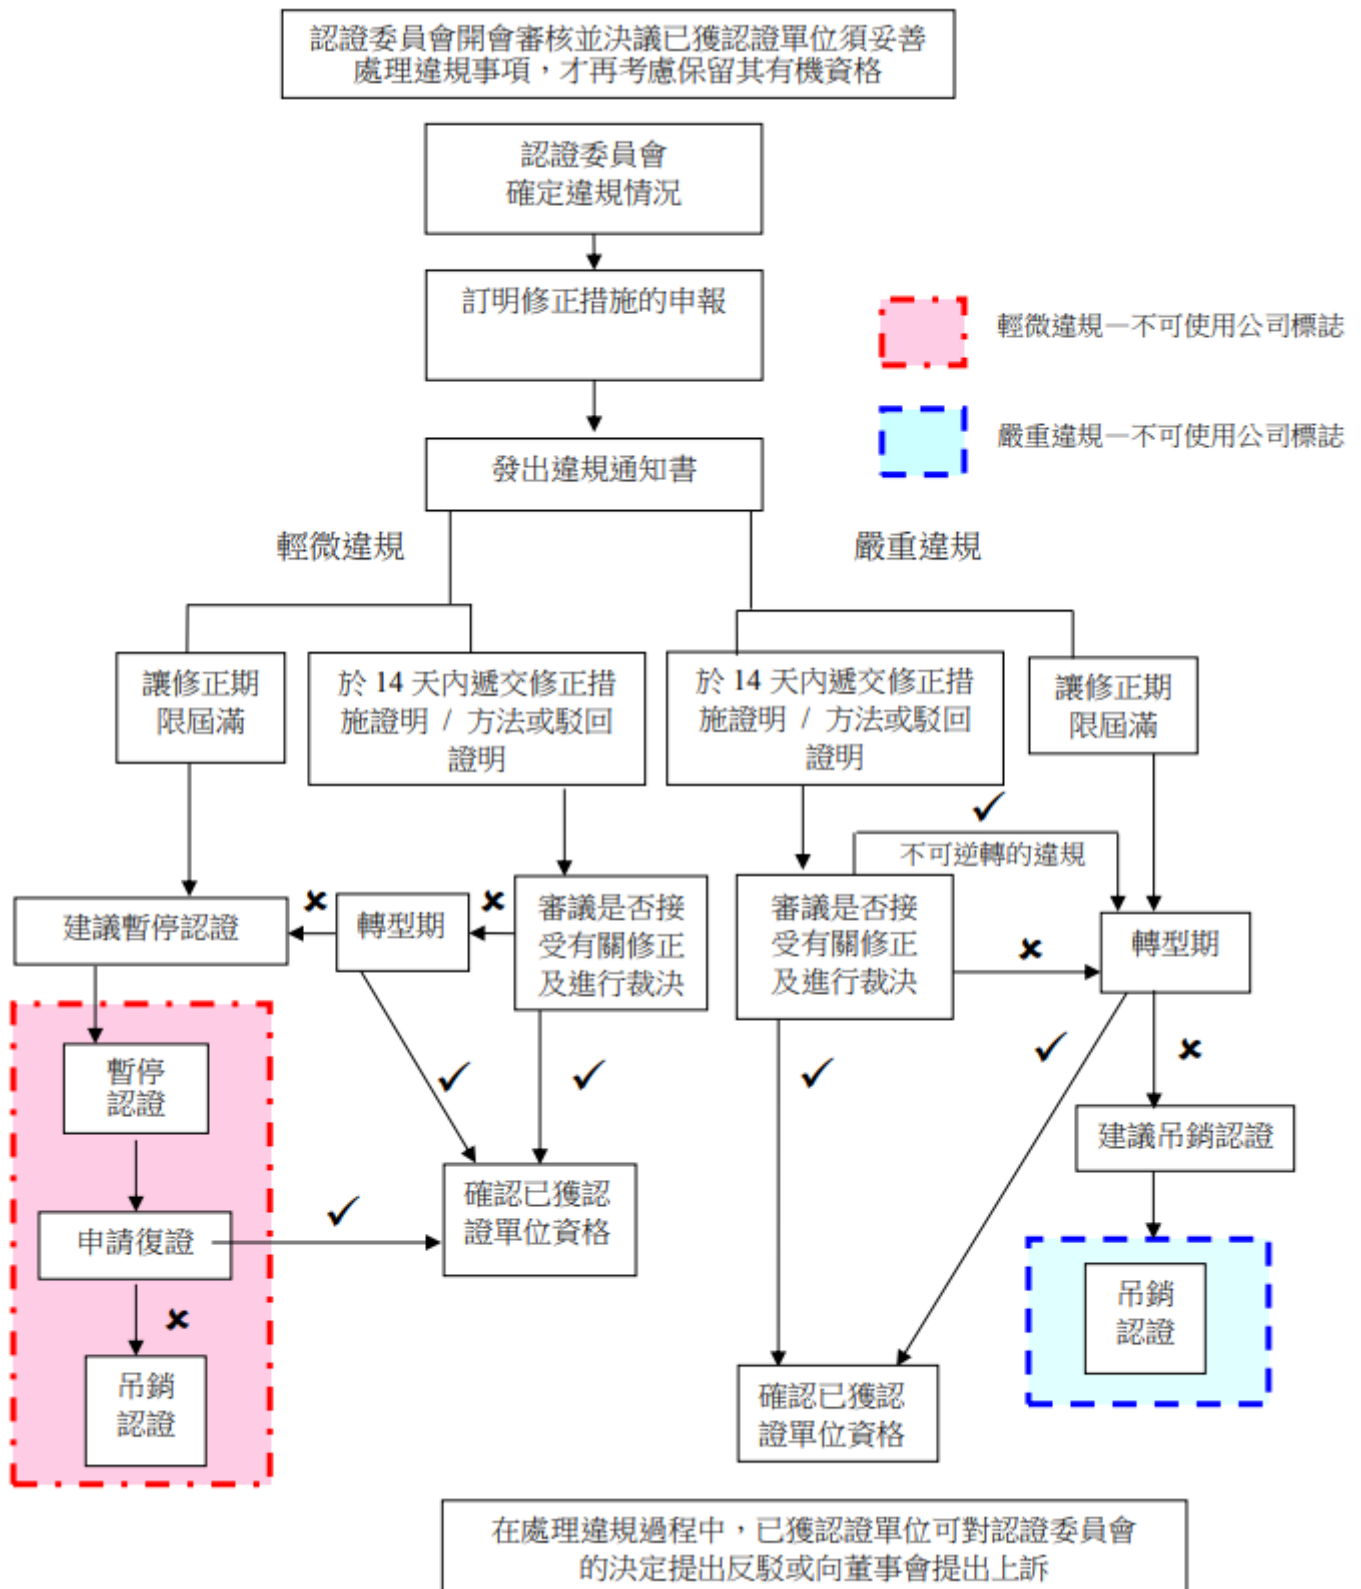 認證委員會開會審核並決議已獲認證單位須妥善
處理違規事項，才再考慮保留其有機資格
認證委員會
確定違規情況
訂明修正措施的申報
輕微違規－不可使用公司標誌
嚴重違規－不可使用公司標誌
發出違規通知書
輕微違規
嚴重違規
讓修正期
限屆滿
於 14 天內遞交修正措
施證明 / 方法或駁回
證明
於 14 天內遞交修正措
施證明 / 方法或駁回
證明
讓修正期
限屆滿
不可逆轉的違規
建議暫停認證
轉型期
審議是否接
受有關修正
及進行裁決
審議是否接
受有關修正
及進行裁決
轉型期
暫停
認證
建議吊銷認證
申請復證
確認已獲認
證單位資格
吊銷
認證
吊銷
認證
確認已獲認
證單位資格
在處理違規過程中，已獲認證單位可對認證委員會
的決定提出反駁或向董事會提出上訴